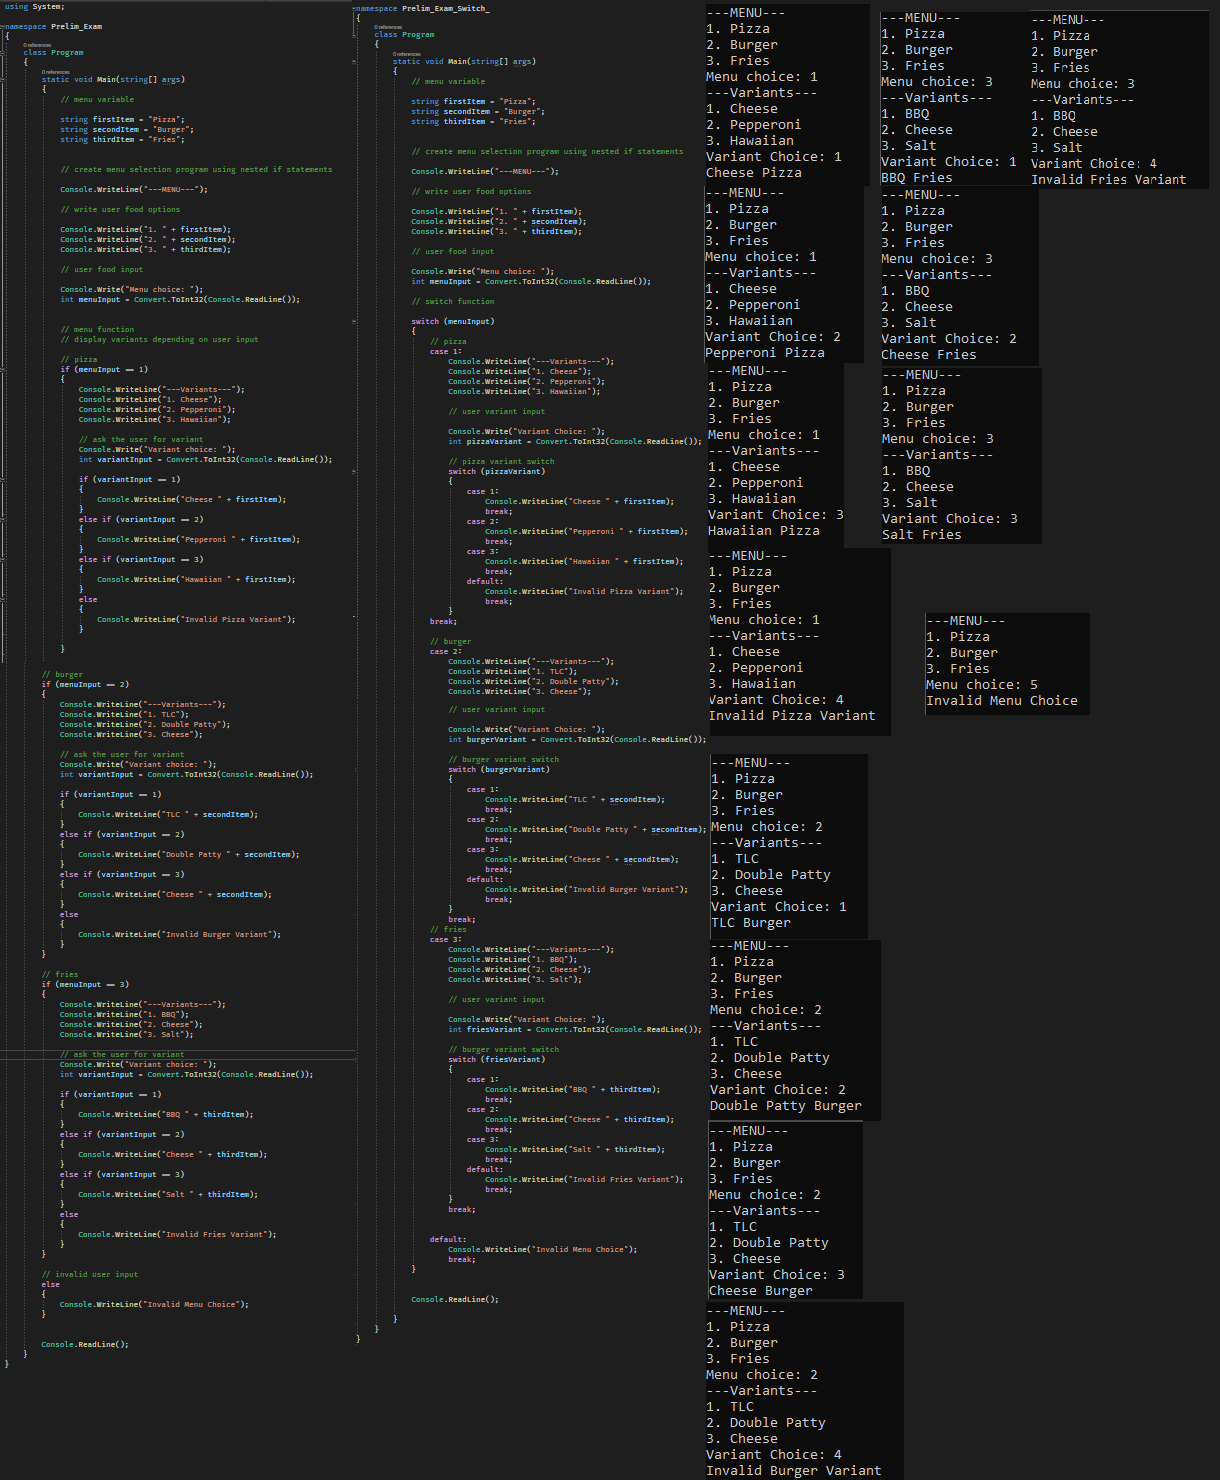 using System;
namespace Prelim_Exam
{
0 references
class Program
{
0 references
static void Main(string[] args)
{
// menu variable
string firstItem = "Pizza";
string secondItem = "Burger";
string thirdItem = "Fries";
// create menu selection program using nested if statements
Console.WriteLine("---MENU---");
// write user food options
Console.WriteLine("1. " + firstItem);
Console.WriteLine("2. " + secondItem);
Console.WriteLine("3. " + thirdItem);
// user food input
Console.Write("Menu choice: ");
int menuInput = Convert.ToInt32(Console.ReadLine());
// menu function
// display variants depending on user input
// pizza
if (menuInput == 1)
{
Console.WriteLine("---Variants---");
Console.WriteLine("1. Cheese");
Console.WriteLine("2. Pepperoni");
Console.WriteLine("3. Hawaiian");
// ask the user for variant
Console.Write("Variant choice: ");
int variantInput = Convert.ToInt32(Console.ReadLine());
if (variantInput == 1)
{
Console.WriteLine("Cheese " + firstItem);
}
else if (variantInput == 2)
{
Console.WriteLine("Pepperoni " + firstItem);
}
else if (variantInput == 3)
{
Console.WriteLine("Hawaiian " + firstItem);
}
else
{
Console.WriteLine("Invalid Pizza Variant");
}
}
// burger
if (menuInput == 2)
{
Console.WriteLine("---Variants---");
Console.WriteLine("1. TLC");
Console.WriteLine("2. Double Patty");
Console.WriteLine("3. Cheese");
// ask the user for variant
Console.Write("Variant choice: ");
int variantInput = Convert.ToInt32(Console.ReadLine());
if (variantInput == 1)
{
Console.WriteLine("TLC " + secondItem);
}
else if (variantInput == 2)
{
Console.WriteLine("Double Patty " + secondItem);
}
else if (variantInput == 3)
{
Console.WriteLine("Cheese " + secondItem);
}
else
{
Console.WriteLine("Invalid Burger Variant");
}
}
// fries
if (menuInput == 3)
{
Console.WriteLine("---Variants---");
Console.WriteLine("1. BBQ");
Console.WriteLine("2. Cheese");
Console.WriteLine("3. Salt");
// ask the user for variant
Console.Write("Variant choice: ");
int variantInput = Convert.ToInt32(Console.ReadLine());
if (variantInput == 1)
{
Console.WriteLine("BBQ " + thirdItem);
}
else if (variantInput == 2)
{
Console.WriteLine("Cheese " + thirdItem);
}
else if (variantInput == 3)
{
Console.WriteLine("Salt " + thirdItem);
}
else
{
Console.WriteLine("Invalid Fries Variant");
}
}
// invalid user input
else
{
Console.WriteLine("Invalid Menu Choice");
}
Console.ReadLine();
}
}
namespace Prelim_Exam_Switch_
{
0 references
class Program
{
0 references
static void Main(string[] args)
{
// menu variable
string firstItem = "Pizza";
string secondItem = "Burger";
string thirdItem = "Fries";
// create menu selection program using nested if statements
Console.WriteLine("---MENU---");
// write user food options
Console.WriteLine("1. " + firstItem);
Console.WriteLine("2. " + secondItem);
Console.WriteLine("3. " + thirdItem);
// user food input
Console.Write("Menu choice: ");
int menuInput = Convert.ToInt32(Console.ReadLine());
// switch function
switch (menuInput)
{
// pizza
case 1:
Console.WriteLine("---Variants---");
Console.WriteLine("1. Cheese");
Console.WriteLine("2. Pepperoni");
Console.WriteLine("3. Hawaiian");
// user variant input
Console.Write("Variant Choice: ");
int pizzaVariant = Convert.ToInt32(Console.ReadLine());
// pizza variant switch
switch (pizzaVariant)
{
case 1:
Console.WriteLine("Cheese " + firstItem);
break;
case 2:
Console.WriteLine("Pepperoni " + firstItem);
break;
case 3:
Console.WriteLine("Hawaiian " + firstItem);
break;
default:
Console.WriteLine("Invalid Pizza Variant");
break;
}
break;
// burger
case 2:
Console.WriteLine("---Variants---");
Console.WriteLine("1. TLC");
Console.WriteLine("2. Double Patty");
Console.WriteLine("3. Cheese");
// user variant input
Console.Write("Variant Choice: ");
int burgerVariant = Convert.ToInt32(Console.ReadLine());
// burger variant switch
switch (burgerVariant)
{
case 1:
Console.WriteLine("TLC " + secondItem);
break;
case 2:
Console.WriteLine("Double Patty " + secondItem);
break;
case 3:
Console.WriteLine("Cheese " + secondItem);
break;
default:
Console.WriteLine("Invalid Burger Variant");
break;
}
break;
// fries
case 3:
Console.WriteLine("---Variants---");
Console.WriteLine("1. BBQ");
Console.WriteLine("2. Cheese");
Console.WriteLine("3. Salt");
// user variant input
Console.Write("Variant Choice: ");
int friesVariant = Convert.ToInt32(Console.ReadLine());
// burger variant switch
switch (friesVariant)
{
case 1:
Console.WriteLine("BBQ " + thirdItem);
break;
case 2:
Console.WriteLine("Cheese " + thirdItem);
break;
case 3:
Console.WriteLine("Salt " + thirdItem);
break;
default:
Console.WriteLine("Invalid Fries Variant");
break;
}
break;
default:
Console.WriteLine("Invalid Menu Choice");
break;
}
Console.ReadLine();
}
}
}
---MENU---
1. Pizza
2. Burger
3. Fries
Menu choice: 1
---Variants---
1. Cheese
2. Pepperoni
3. Hawaiian
Variant Choice: 1
Cheese Pizza
---MENU---
1. Pizza
2. Burger
3. Fries
Menu choice: 1
---Variants---
1. Cheese
2. Pepperoni
3. Hawaiian
Variant Choice: 2
Pepperoni Pizza
---MENU---
1. Pizza
2. Burger
3. Fries
Menu choice: 1
---Variants---
1. Cheese
2. Pepperoni
3. Hawaiian
Variant Choice: 3
Hawaiian Pizza
---MENU---
1. Pizza
2. Burger
3. Fries
Menu choice: 1
---Variants---
1. Cheese
2. Pepperoni
3. Hawaiian
Variant Choice: 4
Invalid Pizza Variant
---MENU---
1. Pizza
2. Burger
3. Fries
Menu choice: 2
---Variants---
1. TLC
2. Double Patty
3. Cheese
Variant Choice: 1
TLC Burger
---MENU---
1. Pizza
2. Burger
3. Fries
Menu choice: 2
---Variants---
1. TLC
2. Double Patty
3. Cheese
Variant Choice: 2
Double Patty Burger
---MENU---
1. Pizza
2. Burger
3. Fries
Menu choice: 2
---Variants---
1. TLC
2. Double Patty
3. Cheese
Variant Choice: 3
Cheese Burger
---MENU---
1. Pizza
2. Burger
3. Fries
Menu choice: 2
---Variants---
1. TLC
2. Double Patty
3. Cheese
Variant Choice: 4
Invalid Burger Variant
---MENU---
1. Pizza
2. Burger
3. Fries
Menu choice: 3
---Variants---
1. BBQ
2. Cheese
3. Salt
Variant Choice: 1
BBQ Fries
---MENU---
1. Pizza
2. Burger
3. Fries
Menu choice: 3
---Variants---
1. BBQ
2. Cheese
3. Salt
Variant Choice: 2
Cheese Fries
---MENU---
1. Pizza
2. Burger
3. Fries
Menu choice: 3
---Variants---
1. BBQ
2. Cheese
3. Salt
Variant Choice: 3
Salt Fries
---MENU---
1. Pizza
2. Burger
3. Fries
Menu choice: 3
---Variants---
1. BBQ
2. Cheese
3. Salt
Variant Choice: 4
Invalid Fries Variant
---MENU---
1. Pizza
2. Burger
3. Fries
Menu choice: 5
Invalid Menu Choice